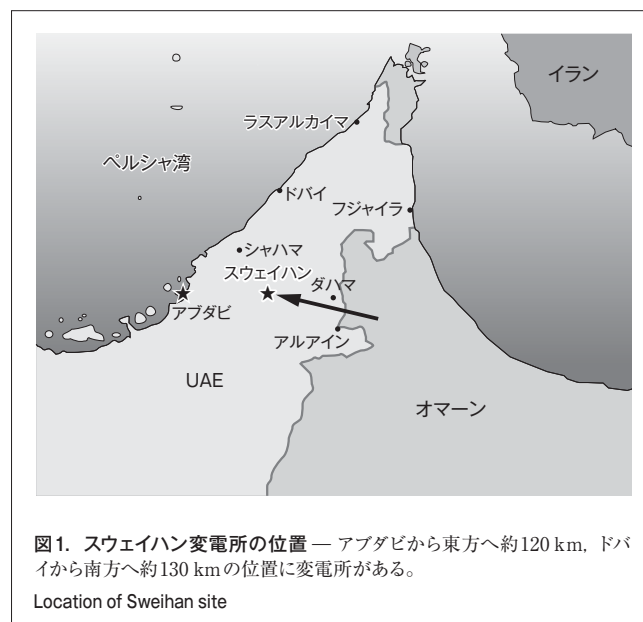 イラン
ラスアルカイマ
ペルシャ湾
ドバイ
フジャイラ
シャハマ
スウェイハン
ダハマ
アブダビ
アルアイン
UAE
オマーン
図1. スウェイハン変電所の位置 — アブダビから東方へ約120 km, ドバ
イから南方へ約130 kmの位置に変電所がある。
Location of Sweihan site